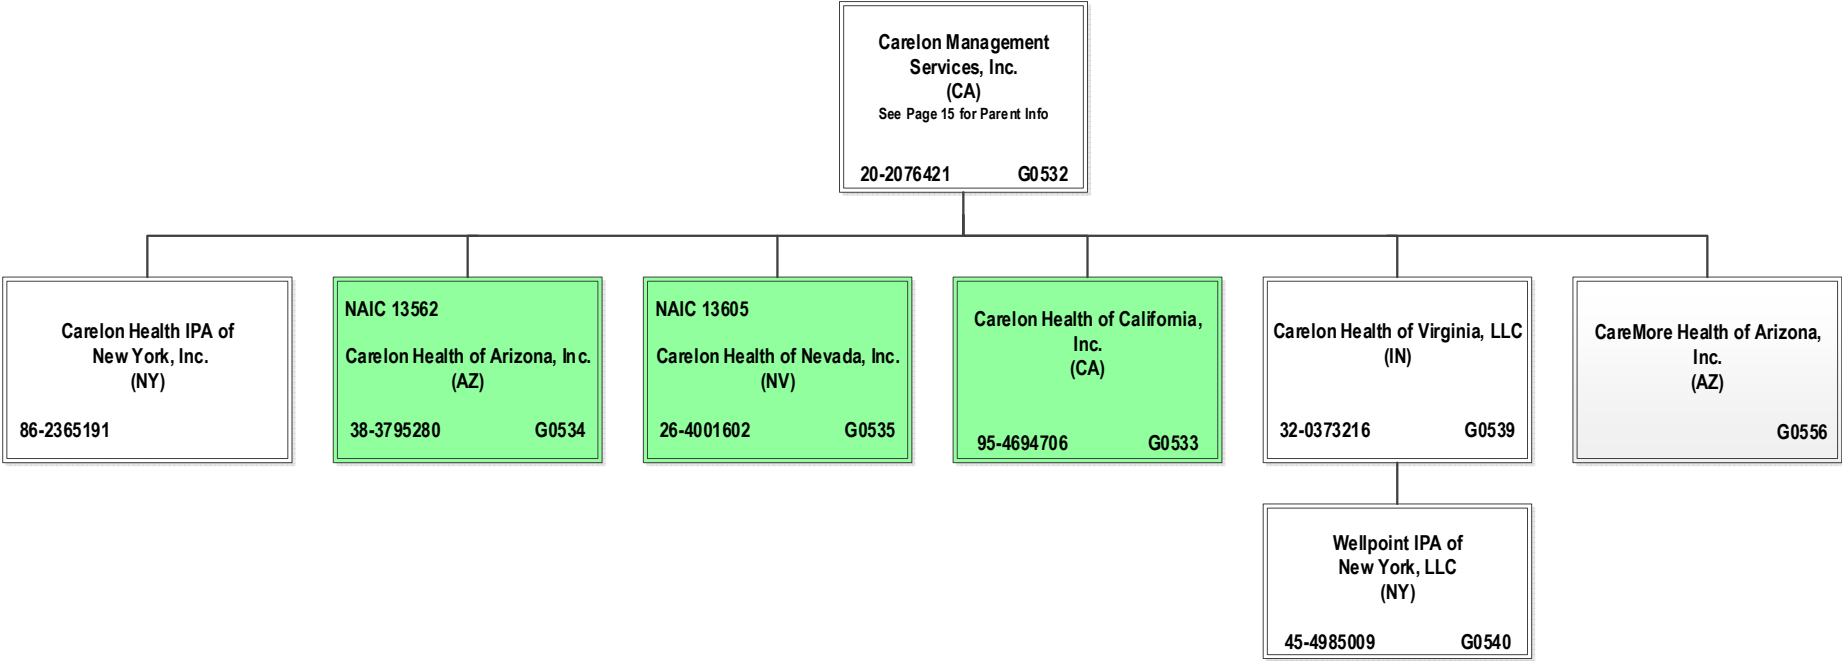 Carelon Management
Services, Inc.
(CA)
See Page 15 for Parent Info
20-2076421 G0532
Carelon Health IPA of
New York, Inc.
(NY)
86-2365191
NAIC 13562
Carelon Health of Arizona, Inc.
(AZ)
38-3795280 G0534
NAIC 13605
Carelon Health of Nevada, Inc.
(NV)
26-4001602 G0535
Carelon Health of California,
Inc.
(CA)
95-4694706 G0533
Carelon Health of Virginia, LLC
(IN)
32-0373216 G0539
CareMore Health of Arizona,
Inc.
(AZ)
G0556
Wellpoint IPA of
New York, LLC
(NY)
45-4985009 G0540